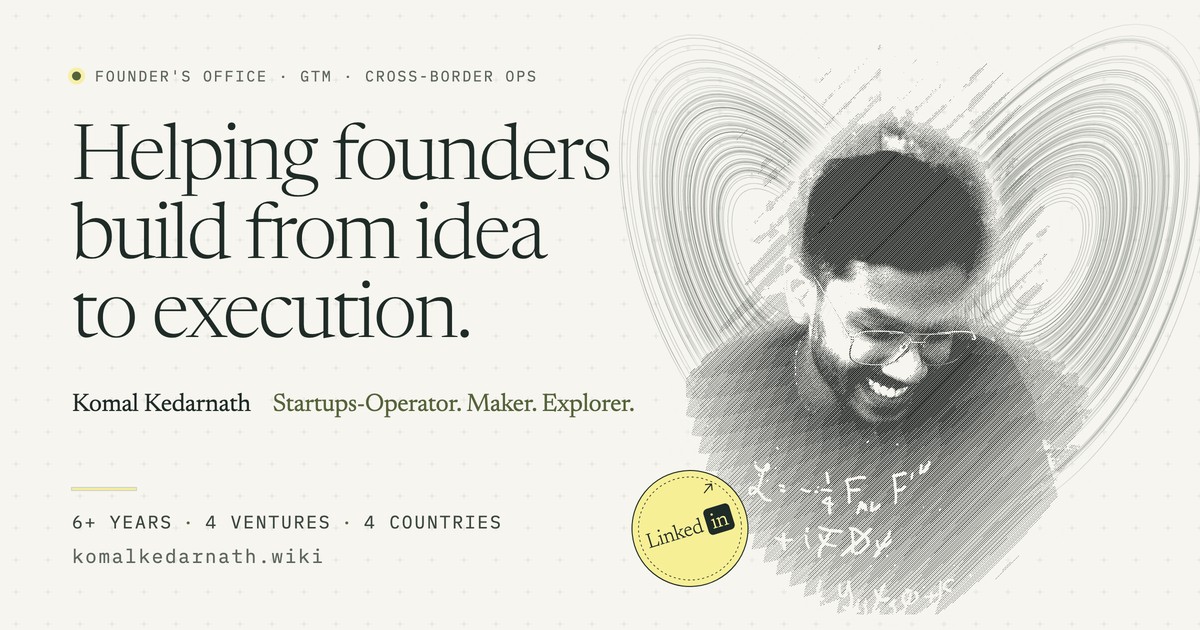 FOUNDER'S OFFICE · GTM · CROSS-BORDER OPS
Helping founders
build from idea
to execution.
Komal Kedarnath Startups-Operator. Maker. Explorer.
6+ YEARS · 4 VENTURES · 4 COUNTRIES
komalkedarnath.wiki
Linked in